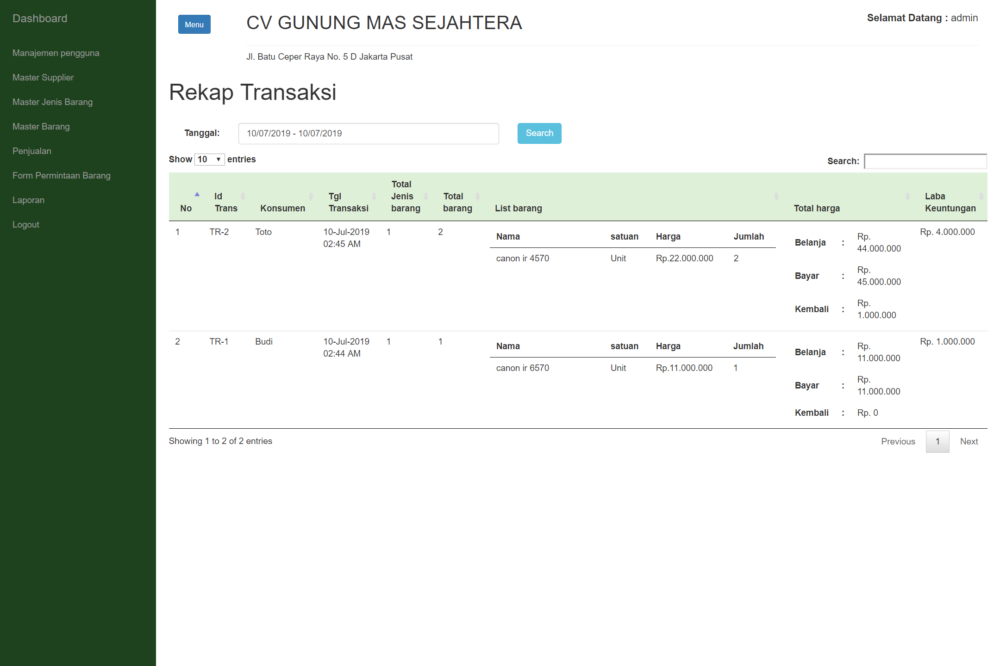 Dashboard
Manajemen pengguna
Master Supplier
Master Jenis Barang
Master Barang
Penjualan
Form Permintaan Barang
Laporan
Logout
Menu
CV GUNUNG MAS SEJAHTERA
Selamat Datang : admin
Jl. Batu Ceper Raya No. 5 D Jakarta Pusat
Rekap Transaksi
Tanggal: 10/07/2019 - 10/07/2019 Search
Show 10 entries
Search:
No
Id
Trans
Konsumen
Tgl
Transaksi
Total
Jenis
barang
Total
barang
List barang
Total harga
Laba
Keuntungan
1
TR-2
Toto
10-Jul-2019
02:45 AM
1
2
Nama satuan Harga Jumlah
canon ir 4570 Unit Rp.22.000.000 2
Belanja : Rp.
44.000.000
Bayar : Rp.
45.000.000
Kembali : Rp.
1.000.000
Rp. 4.000.000
2
TR-1
Budi
10-Jul-2019
02:44 AM
1
1
Nama satuan Harga Jumlah
canon ir 6570 Unit Rp.11.000.000 1
Belanja : Rp.
11.000.000
Bayar : Rp.
11.000.000
Kembali : Rp. 0
Rp. 1.000.000
Showing 1 to 2 of 2 entries
Previous 1 Next